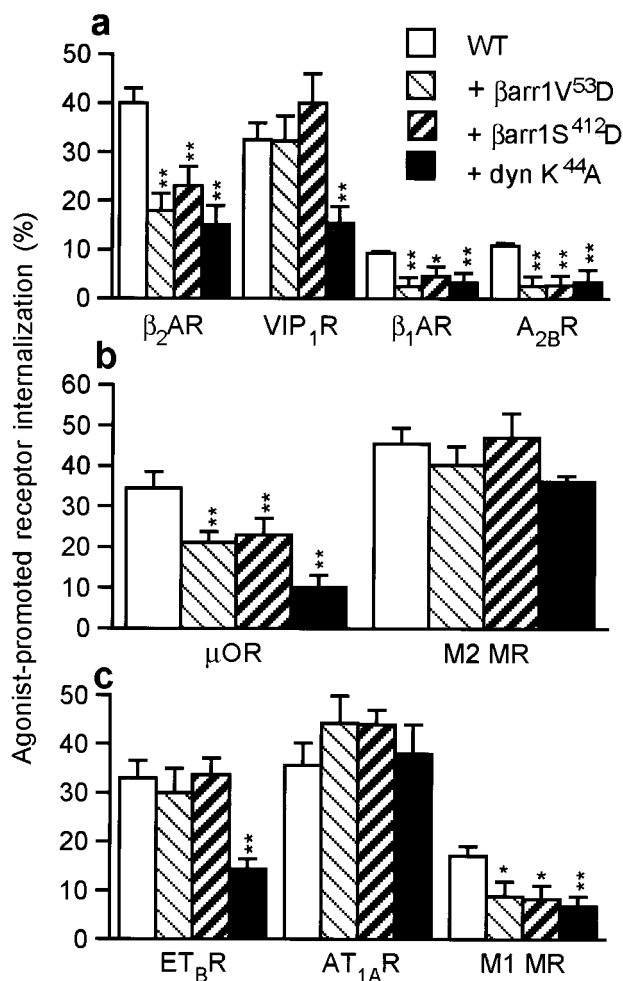 a
WT
+ βarr1V⁵³D
+ βarr1S⁴¹²D
+ dyn K⁴⁴A
50
40
30
20
10
0
** ** ** ** ** * ** ** ** **
β₂AR VIP₁R β₁AR A₂BR
Agonist-promoted receptor internalization (%)
b
60
50
40
30
20
10
0
** ** **
μOR M2 MR
c
50
40
30
20
10
0
** * * **
ET_BR AT₁ₐR M1 MR